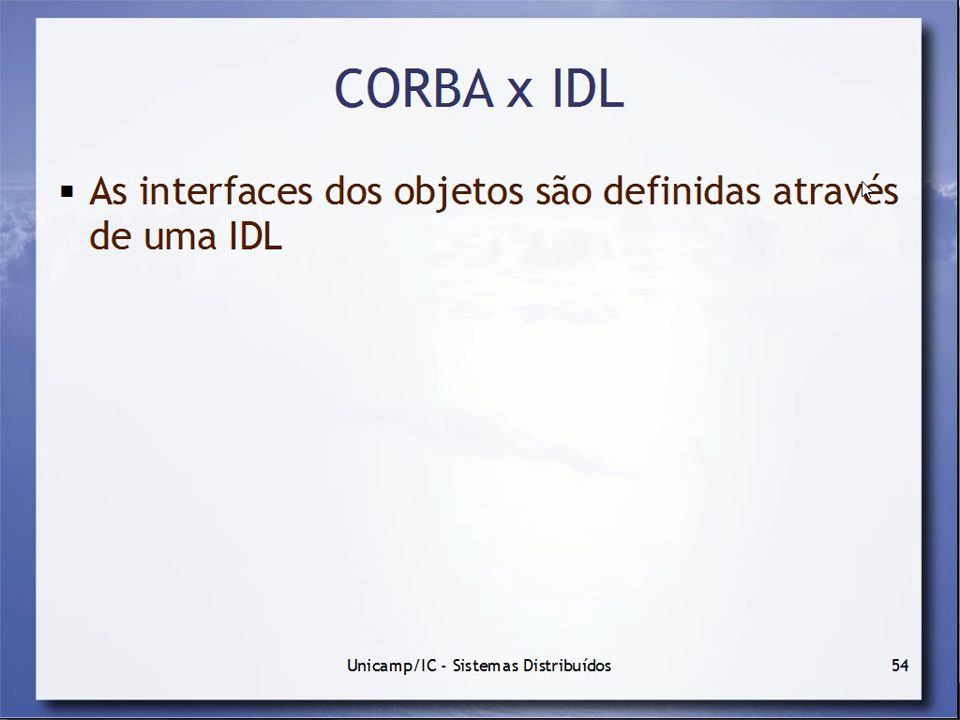 CORBA x IDL
▪ As interfaces dos objetos são definidas através
de uma IDL
Unicamp/IC - Sistemas Distribuídos
54